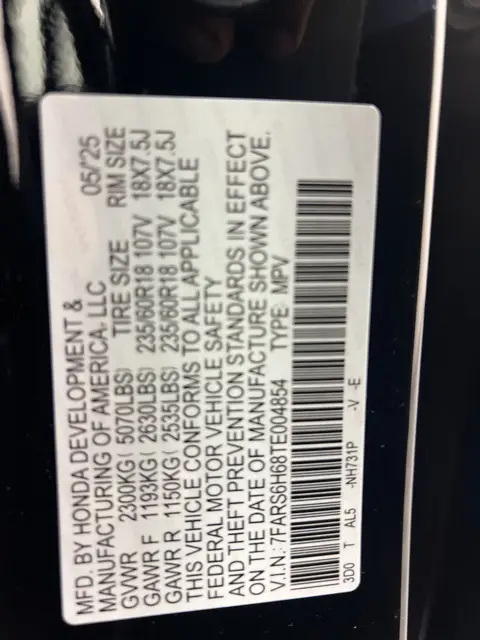 MFD. BY HONDA DEVELOPMENT & 05/25
MANUFACTURING OF AMERICA, LLC
GVWR 2300KG( 5070LBS) TIRE SIZE RIM SIZE
GAWR F 1193KG( 2630LBS) 235/60R18 107V 18X7.5J
GAWR R 1150KG( 2535LBS) 235/60R18 107V 18X7.5J
THIS VEHICLE CONFORMS TO ALL APPLICABLE
FEDERAL MOTOR VEHICLE SAFETY
AND THEFT PREVENTION STANDARDS IN EFFECT
ON THE DATE OF MANUFACTURE SHOWN ABOVE.
V.I.N.:7FARS6H68TE004854 TYPE: MPV
3D0 T AL5 -NH731P -V -E